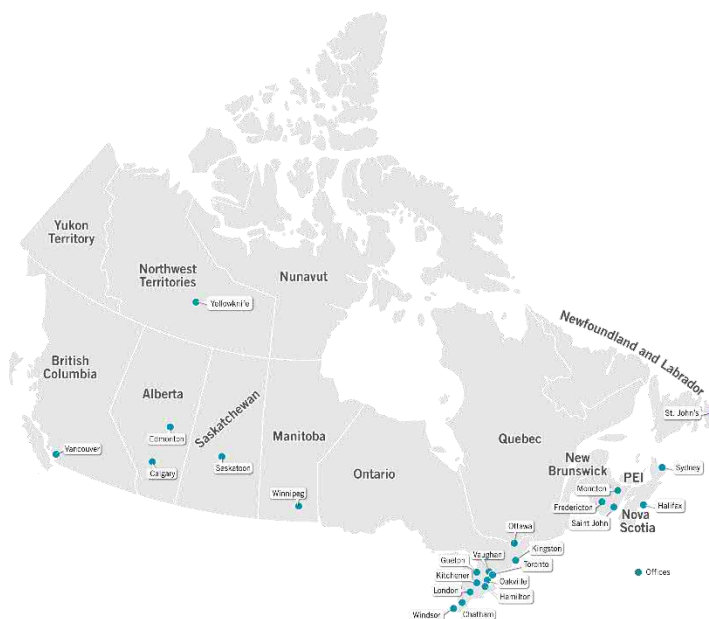 Yukon
Territory
Northwest
Territories
Nunavut
Yellowknife
Newfoundland and Labrador
British
Columbia
Alberta
Saskatchewan
Manitoba
Ontario
Quebec
St. John's
Edmonton
Vancouver
Calgary
Saskatoon
Winnipeg
New
Brunswick
PEI
Sydney
Moncton
Fredericton
Saint John
Nova
Scotia
Halifax
Ottawa
Kingston
Vaughan
Toronto
Guelph
Kitchener
Oakville
London
Hamilton
Windsor
Chatham
Offices